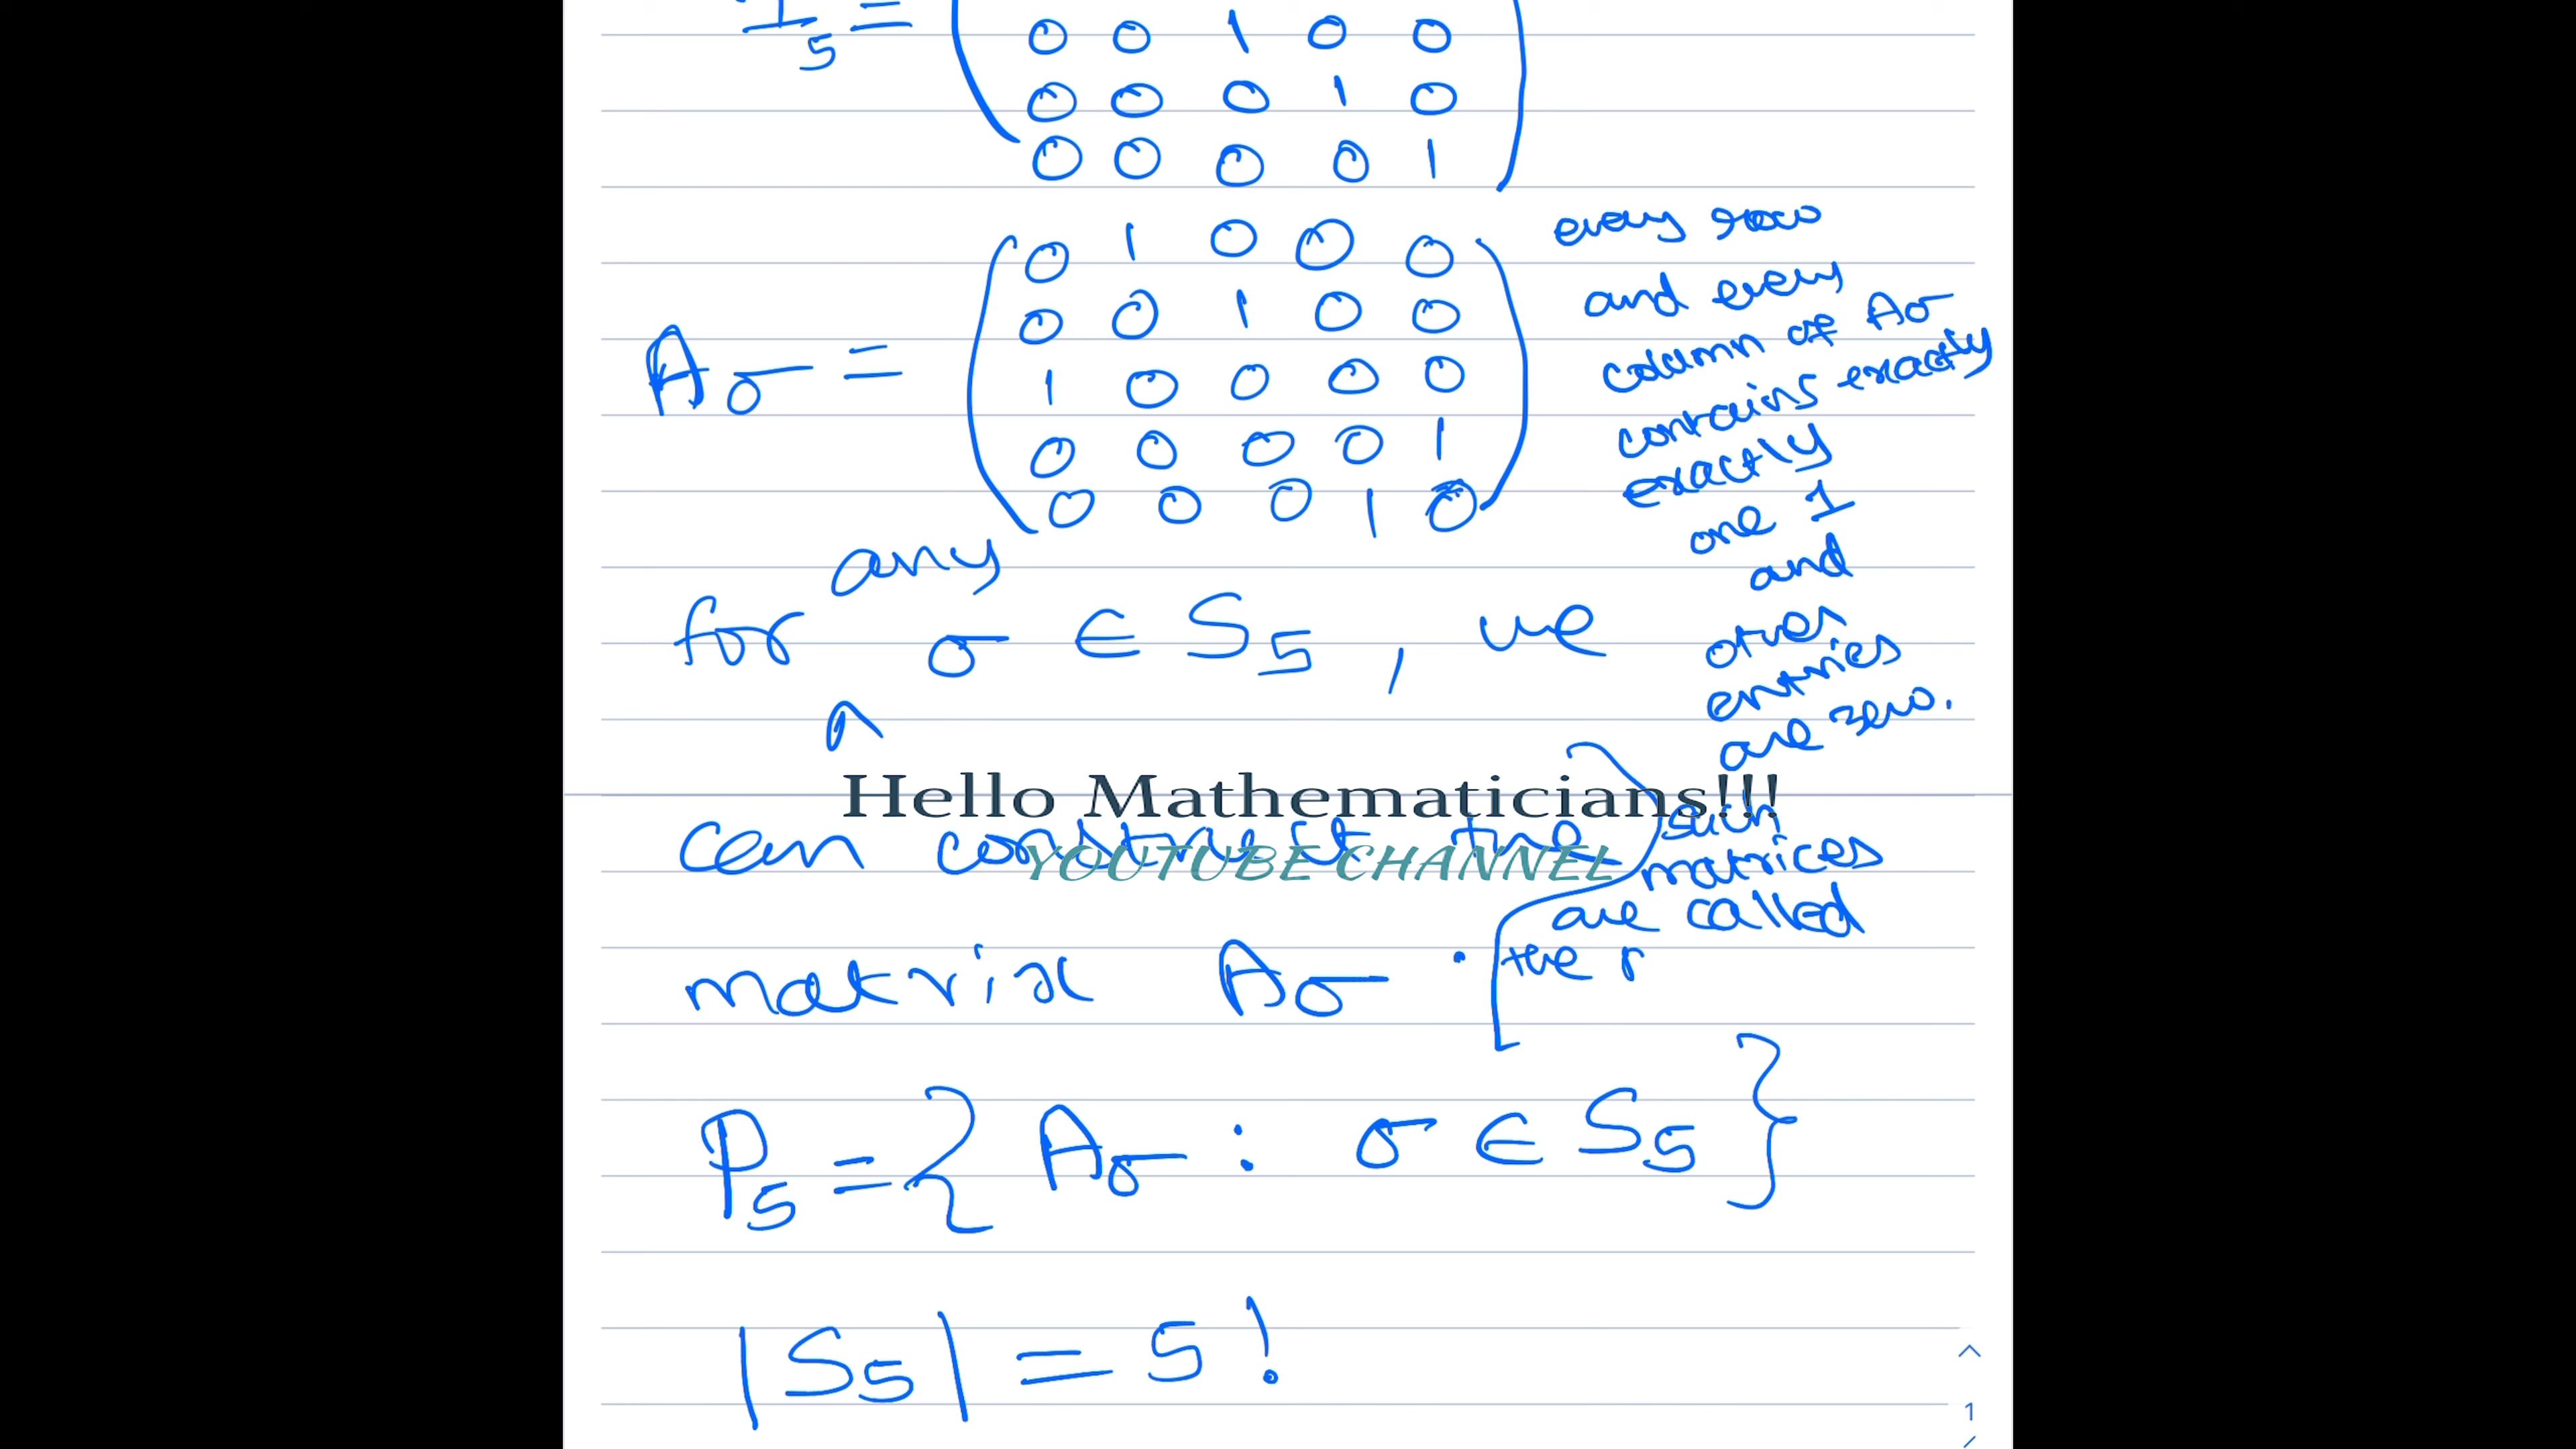 I5 =
0 0 1 0 0
0 0 0 1 0
0 0 0 0 1
Aσ =
0 1 0 0 0
0 0 1 0 0
1 0 0 0 0
0 0 0 0 1
0 0 0 1 0
every row
and every
column of Aσ
contains exactly
exactly
one 1
and
other
entries
are zero.
any
for ^ σ ∈ S5, we
can construct the
matrix Aσ.
such
matrices
are called
the p
Hello Mathematicians!!!
YOUTUBE CHANNEL
P5 = { Aσ : σ ∈ S5 }
|S5| = 5!
1